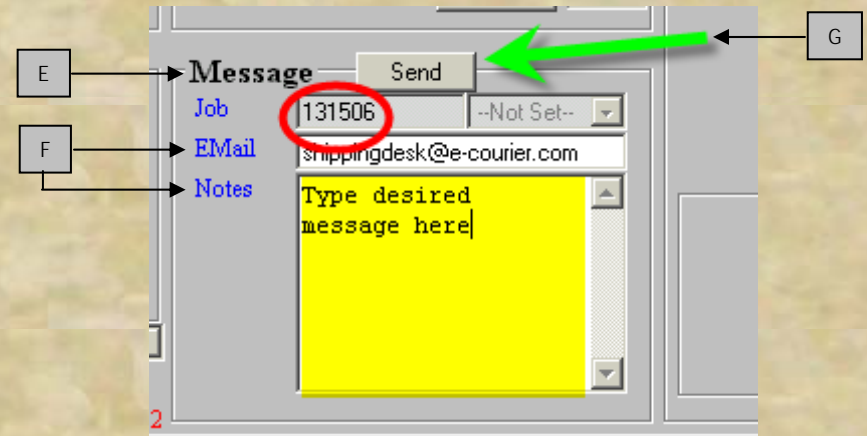 G
E
Message Send
Job 131506 --Not Set--
F
EMail shippingdesk@e-courier.com
Notes Type desired
message here
2